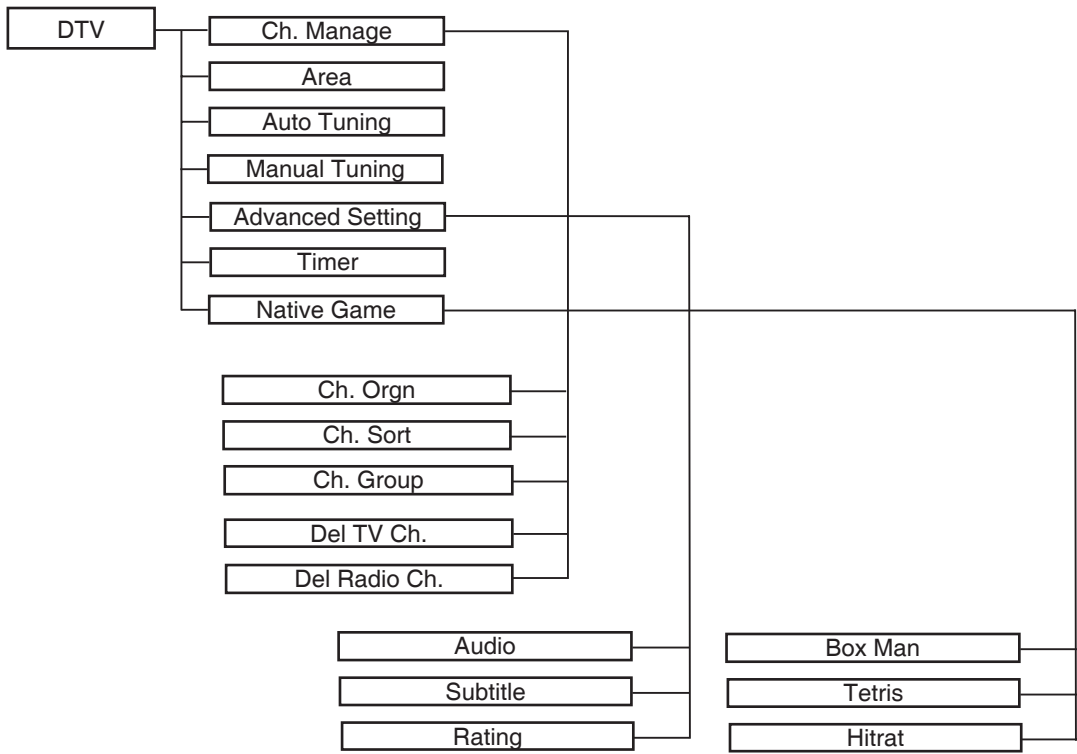 DTV
Ch. Manage
Area
Auto Tuning
Manual Tuning
Advanced Setting
Timer
Native Game
Ch. Orgn
Ch. Sort
Ch. Group
Del TV Ch.
Del Radio Ch.
Audio
Subtitle
Rating
Box Man
Tetris
Hitrat